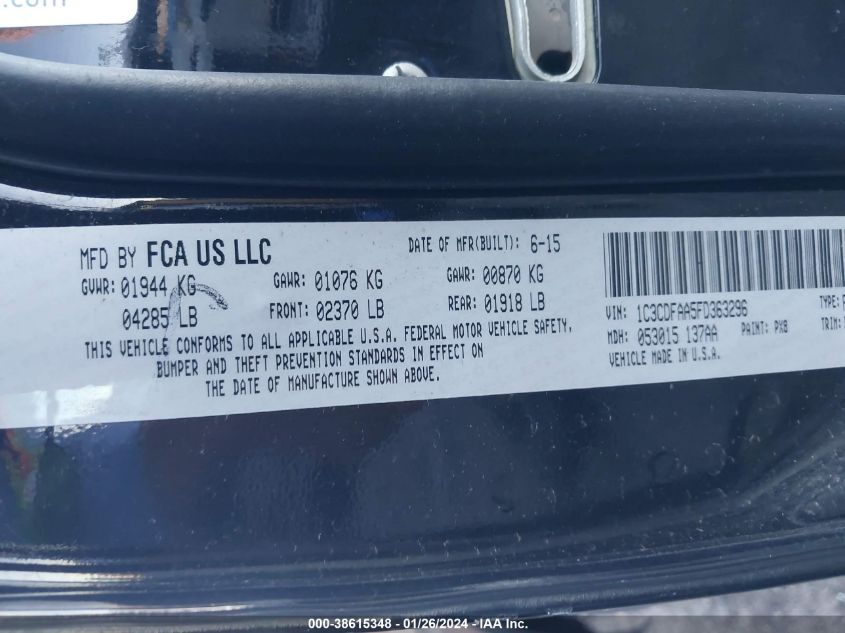 .com
MFD BY FCA US LLC DATE OF MFR(BUILT): 6-15
GVWR: 01944 KG GAWR: 01076 KG GAWR: 00870 KG
04285 LB FRONT: 02370 LB REAR: 01918 LB
THIS VEHICLE CONFORMS TO ALL APPLICABLE U.S.A. FEDERAL MOTOR VEHICLE SAFETY,
BUMPER AND THEFT PREVENTION STANDARDS IN EFFECT ON
THE DATE OF MANUFACTURE SHOWN ABOVE.
VIN: 1C3CDFAA5FD363296 TYPE:
MDH: 053015 137AA PAINT: PX8 TRIM:
VEHICLE MADE IN U.S.A.
000-38615348 - 01/26/2024 - IAA Inc.